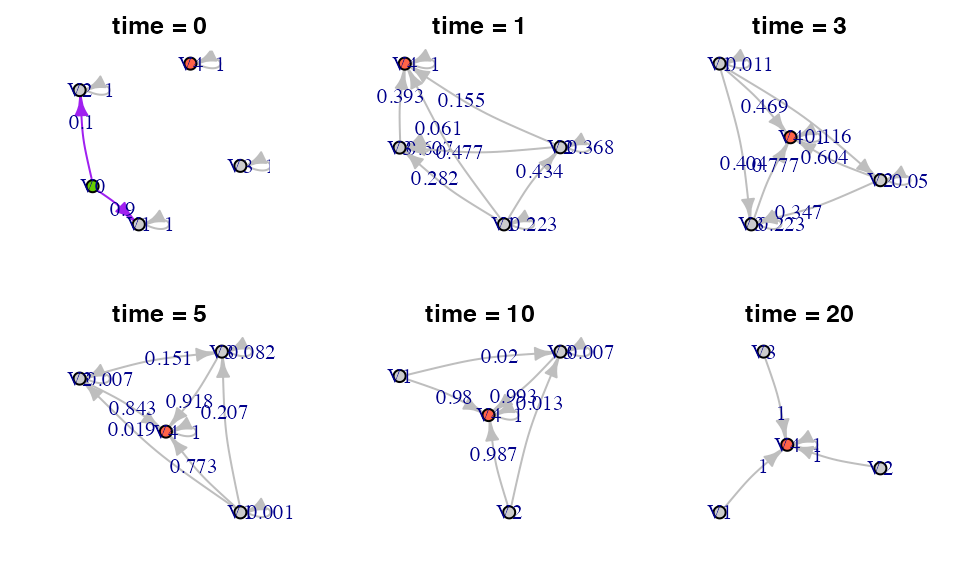 time = 0
V4 1
V2 1
0.1
V3 1
V0
0.9
V1 1
time = 1
V4 1
0.393
0.155
0.061
V3 0.607
0.477
V2 0.368
0.282
0.434
V1 0.223
time = 3
V1 0.011
0.469
V4 1
0.116
0.404
0.777
0.604
V2 0.05
0.347
V3 0.223
time = 5
V3 0.082
0.151
V2 0.007
0.843
0.918
0.207
0.019
V4 1
0.773
V1 0.001
time = 10
V3 0.007
0.02
V1
0.98
0.993
0.013
V4 1
0.987
V2
time = 20
V3
1
V4 1
1
1
V2
V1